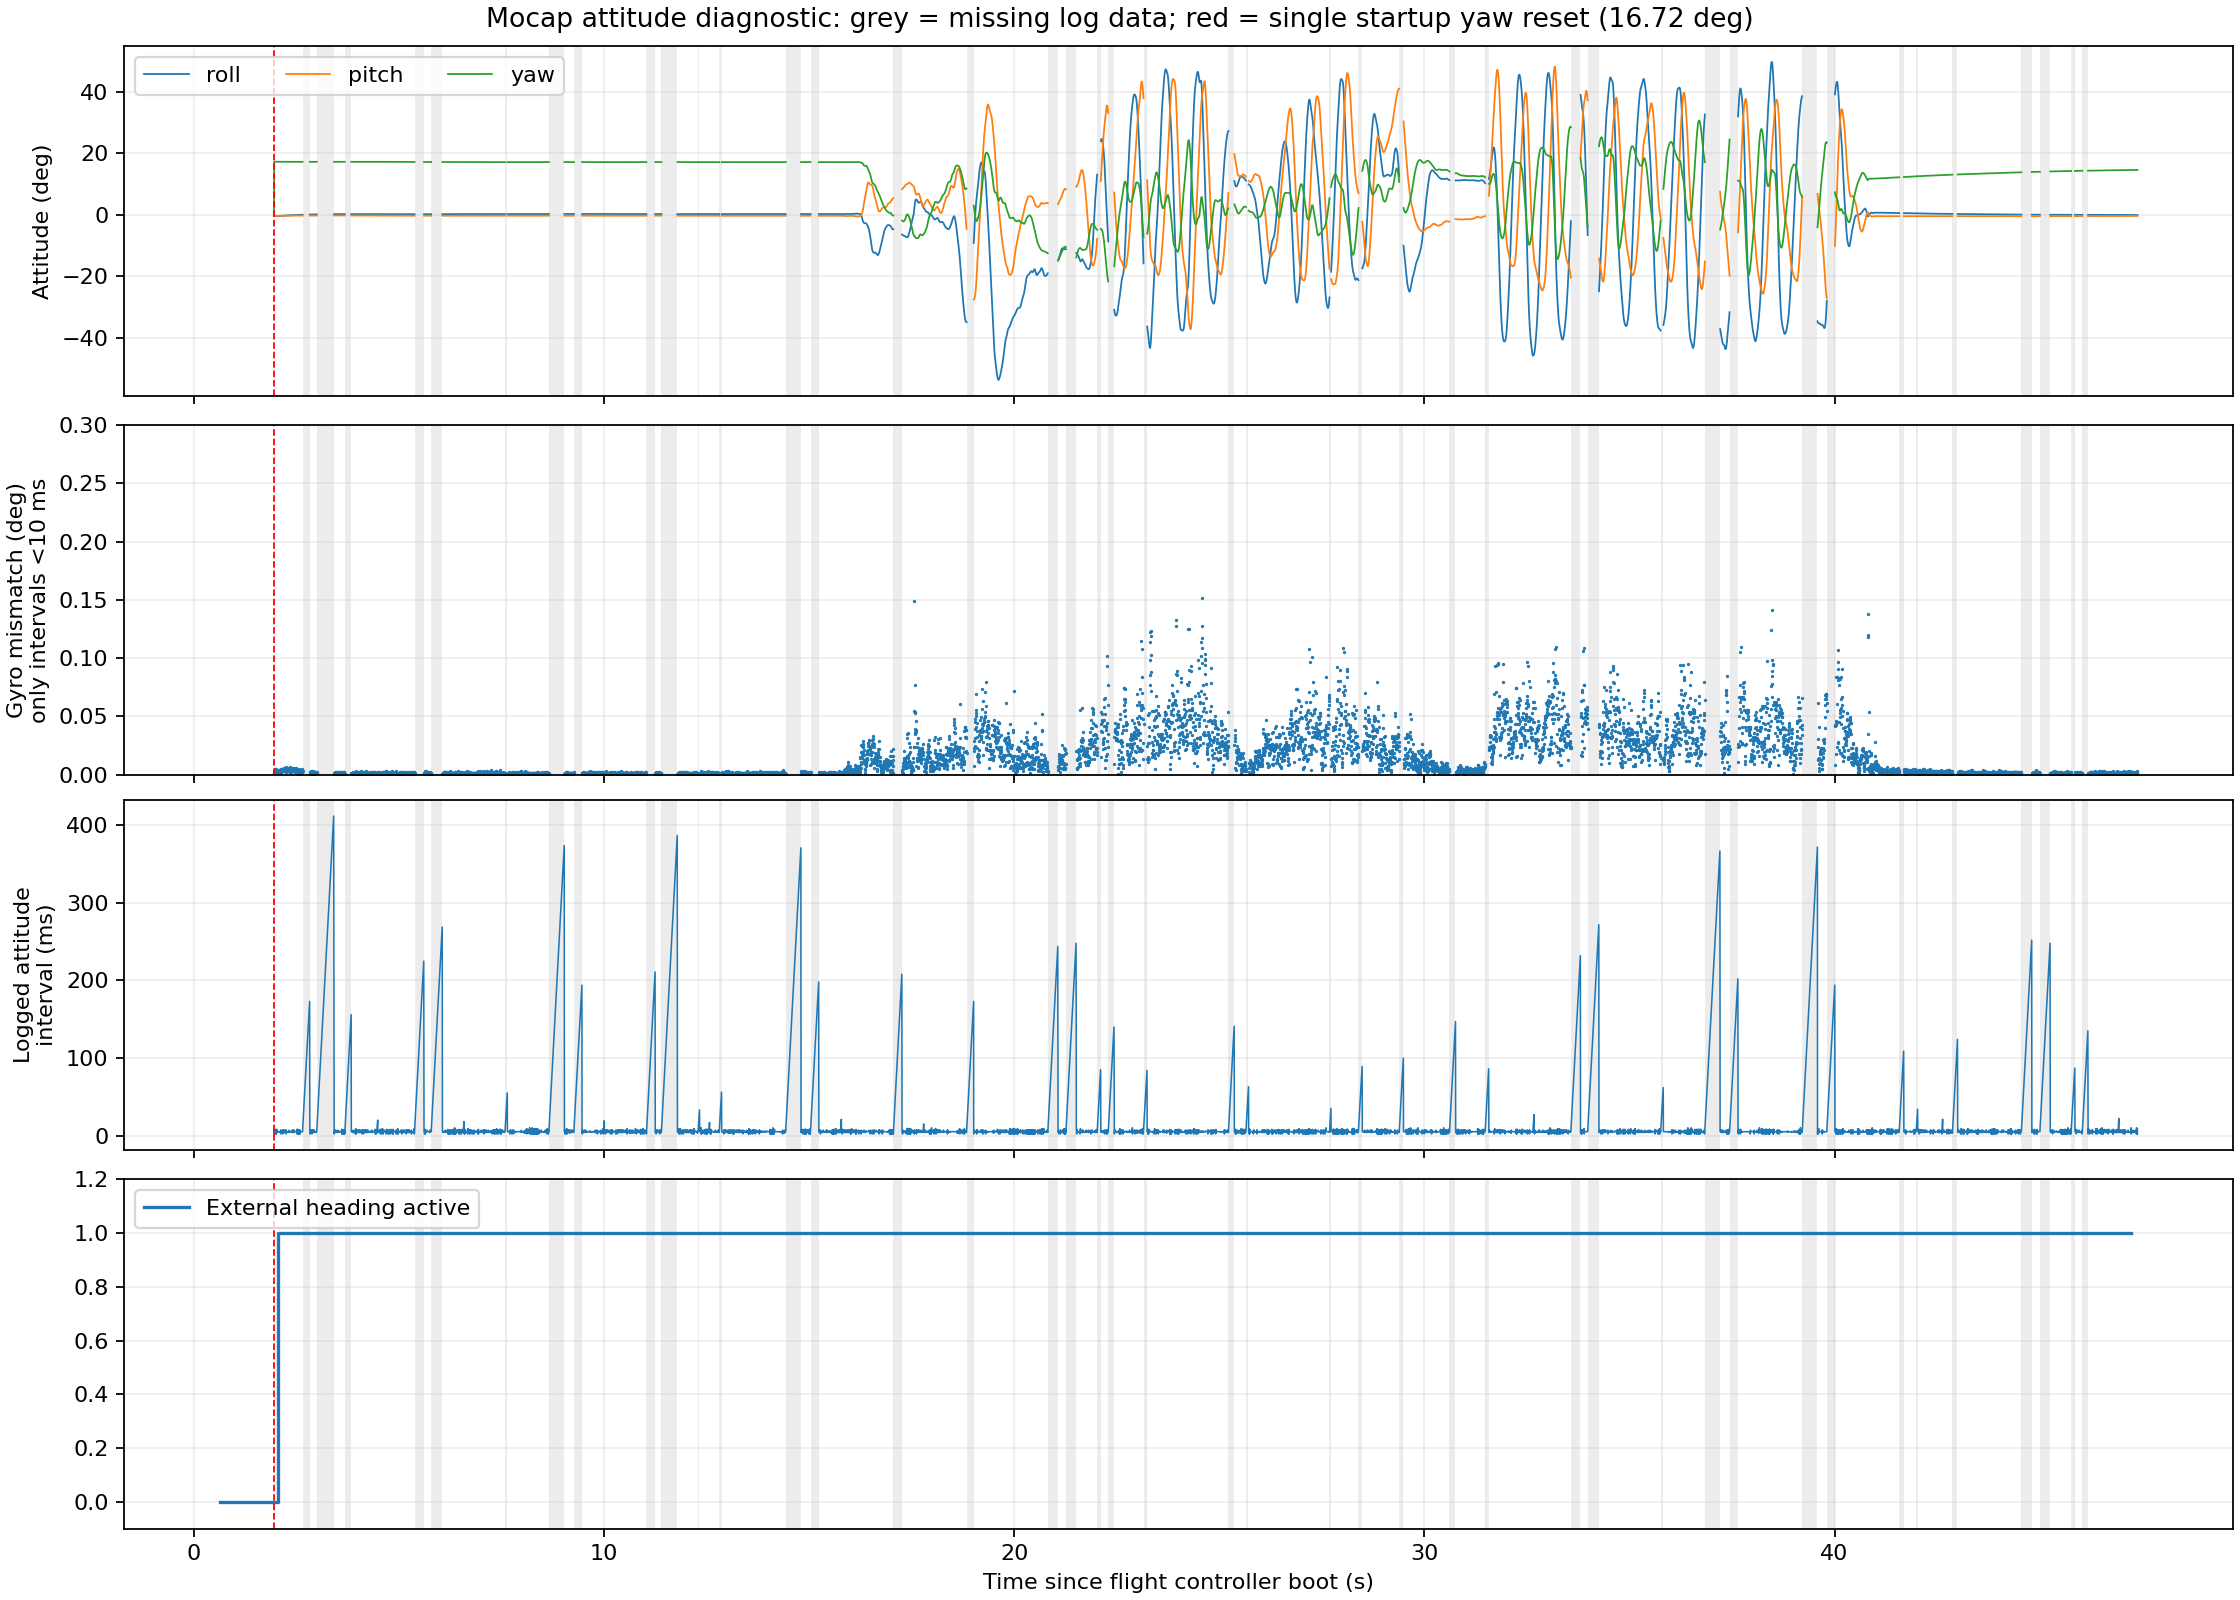 Mocap attitude diagnostic: grey = missing log data; red = single startup yaw reset (16.72 deg)
roll pitch yaw
Attitude (deg)
40
20
0
−20
−40
Gyro mismatch (deg)
only intervals <10 ms
0.30
0.25
0.20
0.15
0.10
0.05
0.00
Logged attitude
interval (ms)
400
300
200
100
0
External heading active
1.2
1.0
0.8
0.6
0.4
0.2
0.0
0 10 20 30 40
Time since flight controller boot (s)